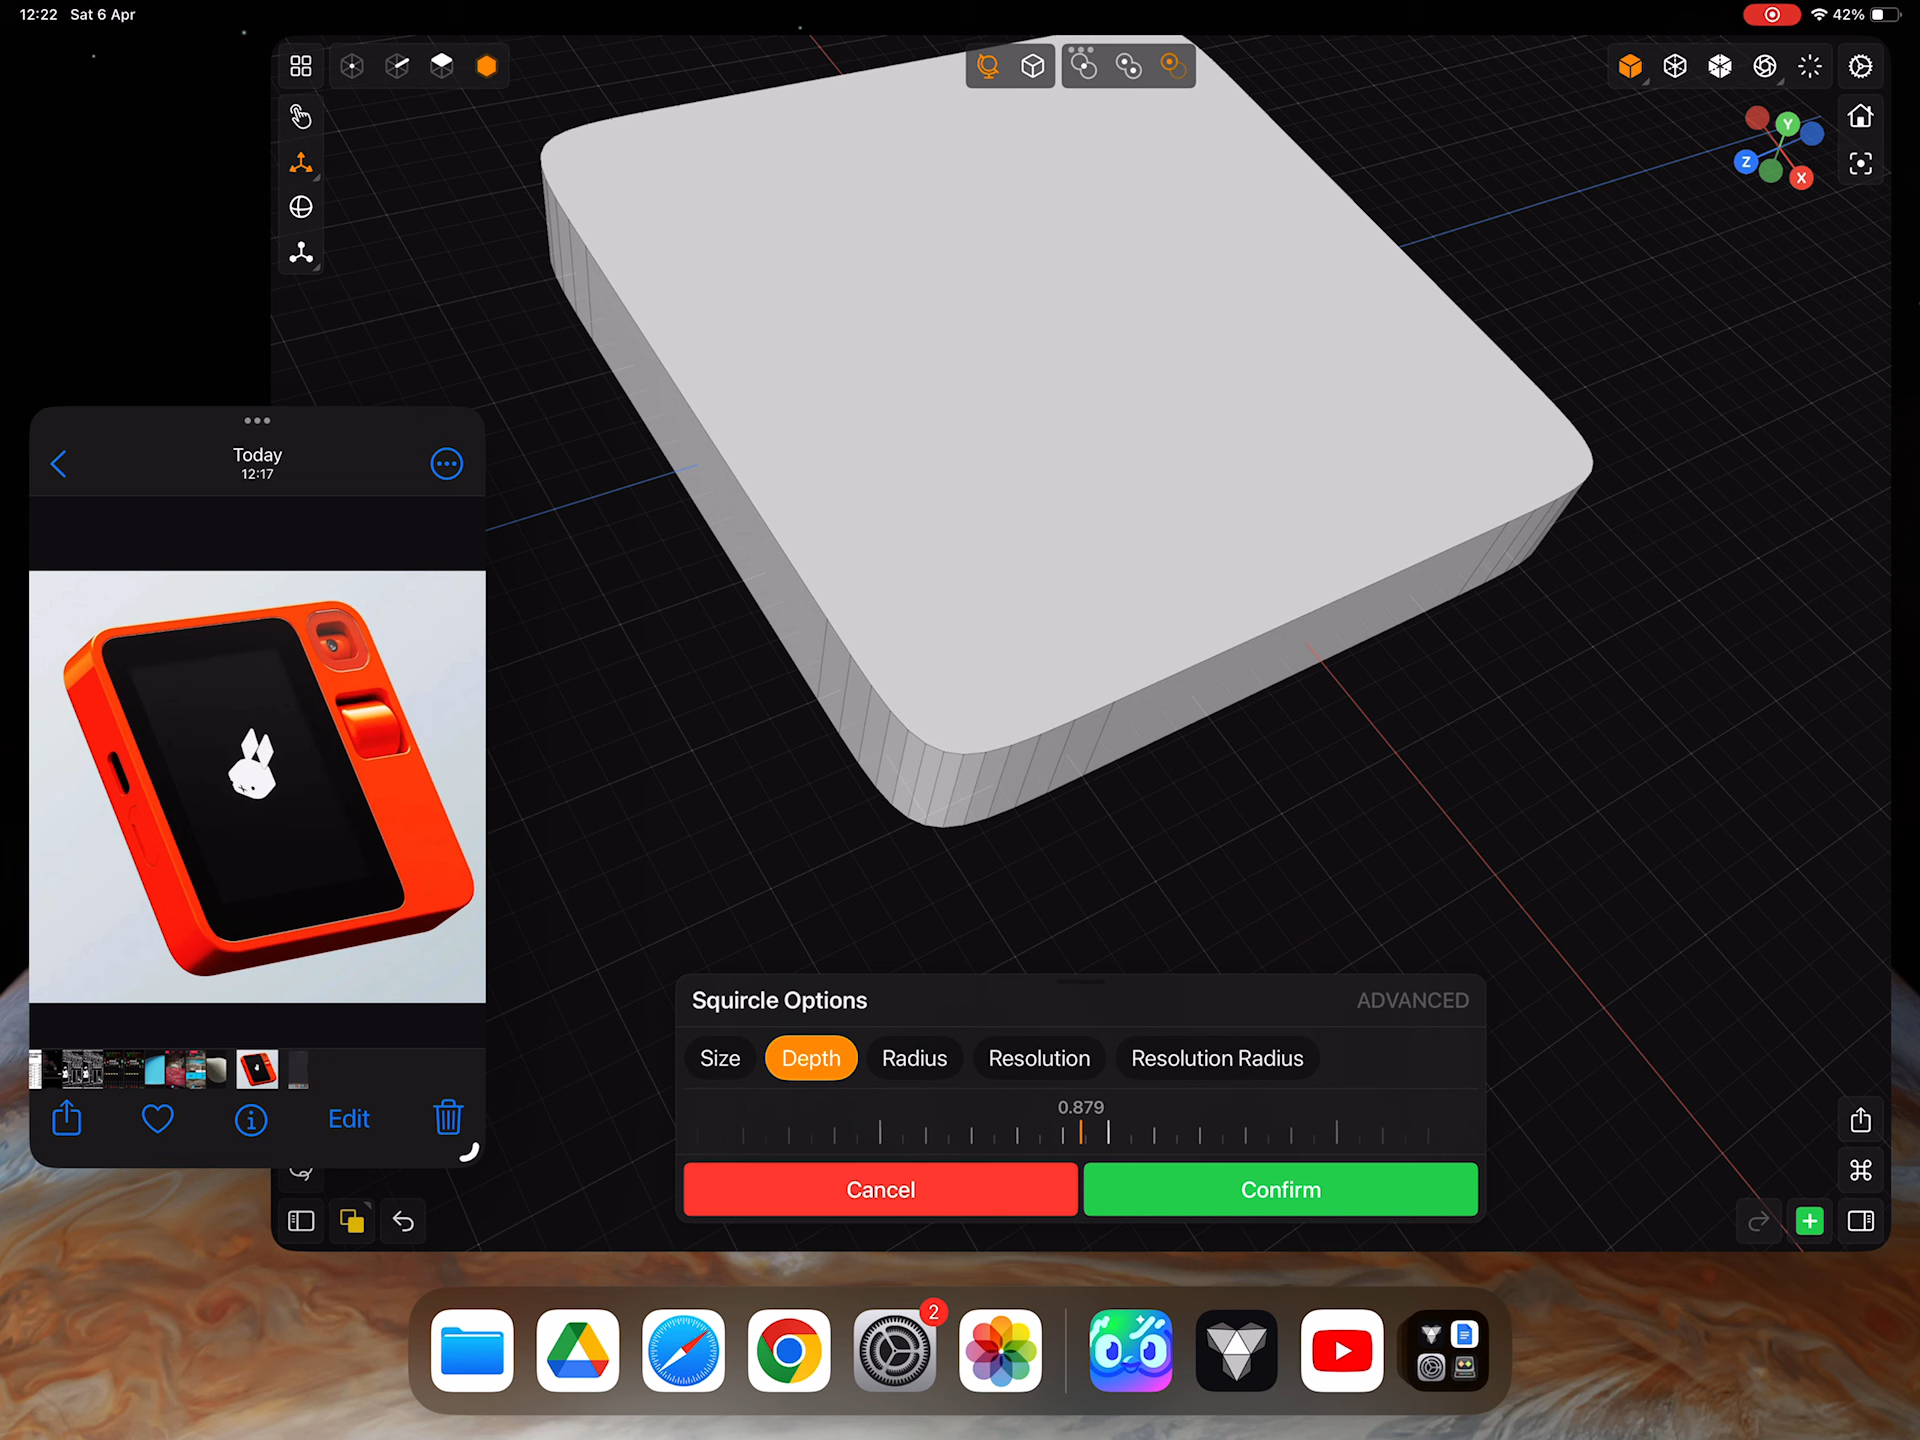 12:22 Sat 6 Apr
42%
Y
Z
X
Today
12:17
Edit
Squircle Options
ADVANCED
Size
Depth
Radius
Resolution
Resolution Radius
0.879
Cancel
Confirm
2